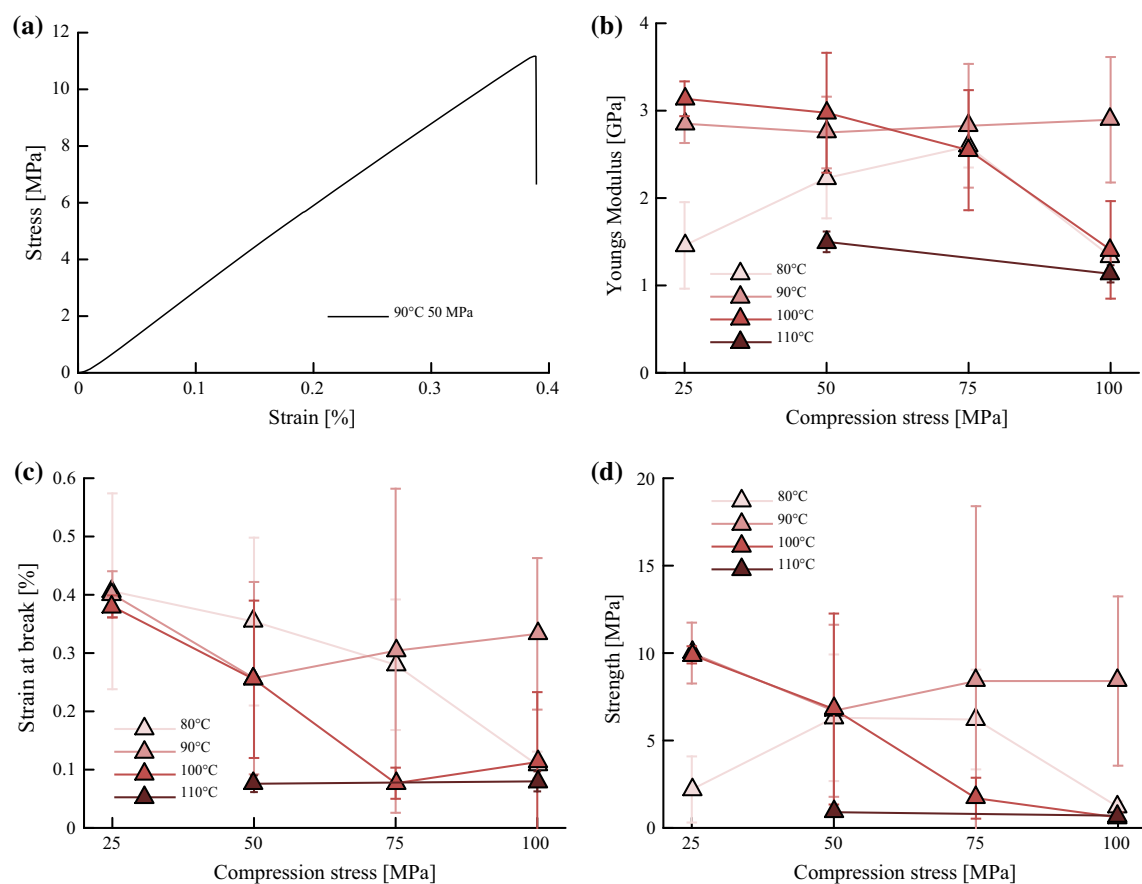 (a)
12
10
8
6
4
2
0
Stress [MPa]
90°C 50 MPa
0
0.1
0.2
0.3
0.4
Strain [%]
(b)
4
3
2
1
0
Youngs Modulus [GPa]
80°C
90°C
100°C
110°C
25
50
75
100
Compression stress [MPa]
(c)
0.6
0.5
0.4
0.3
0.2
0.1
0
Strain at break [%]
80°C
90°C
100°C
110°C
25
50
75
100
Compression stress [MPa]
(d)
20
15
10
5
0
Strength [MPa]
80°C
90°C
100°C
110°C
25
50
75
100
Compression stress [MPa]